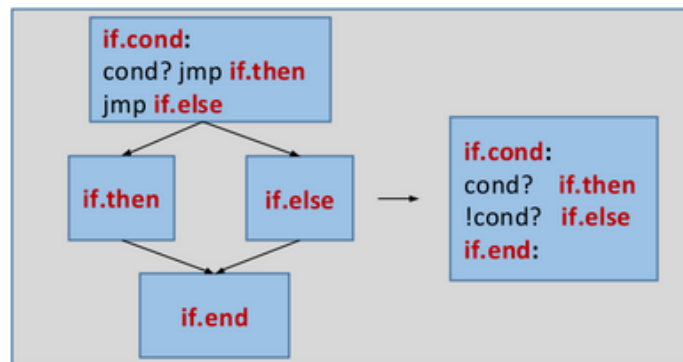 if.cond:
cond? jmp if.then
jmp if.else
if.then
if.else
if.end
if.cond:
cond? if.then
!cond? if.else
if.end: